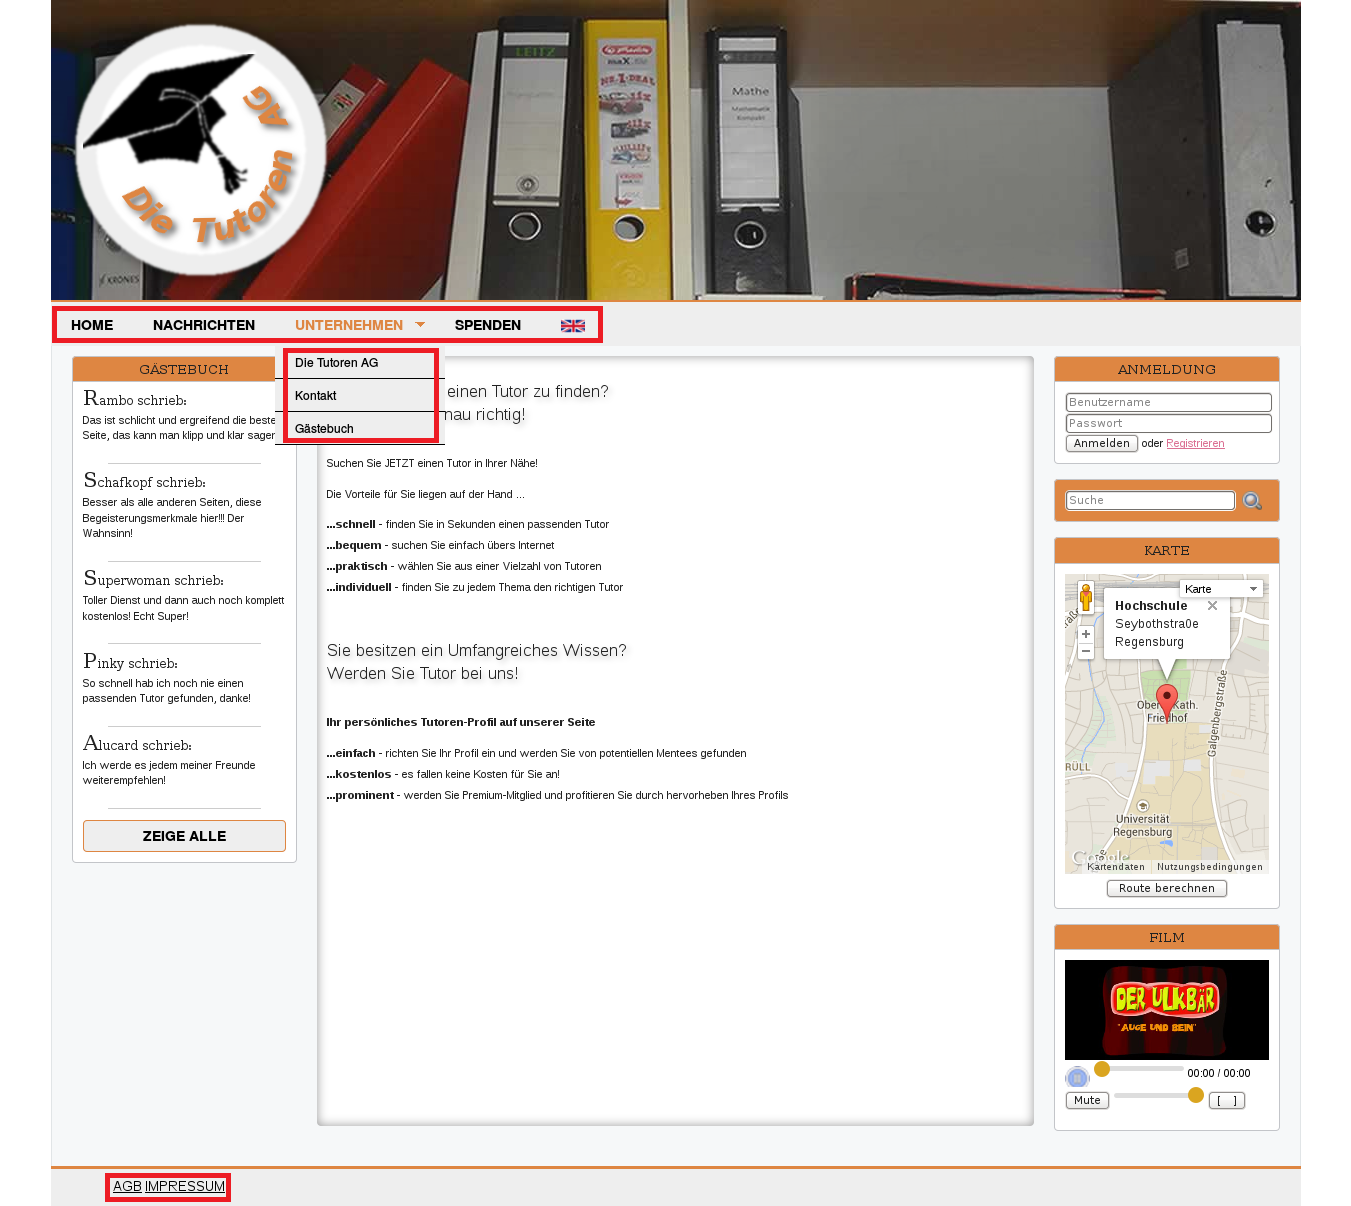 LEITZ
Herlitz
maX.file
NR.1-DEAL
Mathe
Mathematik
Kompakt
KRONES
Die Tutoren AG
HOME NACHRICHTEN UNTERNEHMEN SPENDEN
Die Tutoren AG
Kontakt
Gästebuch
GÄSTEBUCH
Rambo schrieb:
Das ist schlicht und ergreifend die beste
Seite, das kann man klipp und klar sagen
Schafkopf schrieb:
Besser als alle anderen Seiten, diese
Begeisterungsmerkmale hier!!! Der
Wahnsinn!
Superwoman schrieb:
Toller Dienst und dann auch noch komplett
kostenlos! Echt Super!
Pinky schrieb:
So schnell hab ich noch nie einen
passenden Tutor gefunden, danke!
Alucard schrieb:
Ich werde es jedem meiner Freunde
weiterempfehlen!
ZEIGE ALLE
einen Tutor zu finden?
nau richtig!
Suchen Sie JETZT einen Tutor in Ihrer Nähe!
Die Vorteile für Sie liegen auf der Hand ...
...schnell - finden Sie in Sekunden einen passenden Tutor
...bequem - suchen Sie einfach übers Internet
...praktisch - wählen Sie aus einer Vielzahl von Tutoren
...individuell - finden Sie zu jedem Thema den richtigen Tutor
Sie besitzen ein Umfangreiches Wissen?
Werden Sie Tutor bei uns!
Ihr persönliches Tutoren-Profil auf unserer Seite
...einfach - richten Sie Ihr Profil ein und werden Sie von potentiellen Mentees gefunden
...kostenlos - es fallen keine Kosten für Sie an!
...prominent - werden Sie Premium-Mitglied und profitieren Sie durch hervorheben Ihres Profils
ANMELDUNG
Benutzername
Passwort
Anmelden oder Registrieren
Suche
KARTE
Karte
Hochschule
Seybothstraße
Regensburg
Ober. Kath.
Friedhof
Galgenbergstraße
RÜLL
Universität
Regensburg
Google
Kartendaten Nutzungsbedingungen
Route berechnen
FILM
DER ULKBÄR
"AUGE UND BEIN"
00:00 / 00:00
Mute [ ]
AGB IMPRESSUM